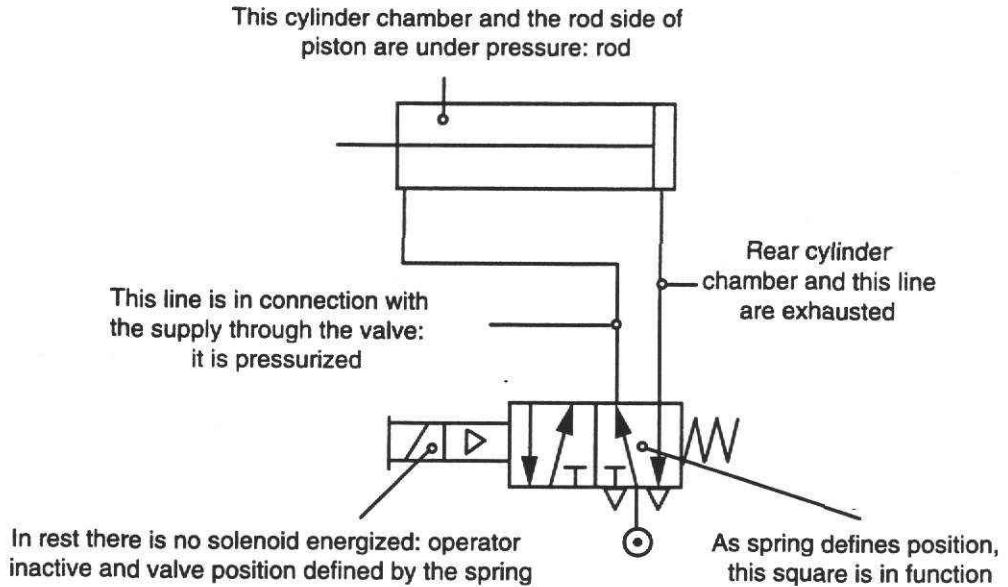 This cylinder chamber and the rod side of
piston are under pressure: rod
Rear cylinder
chamber and this line
are exhausted
This line is in connection with
the supply through the valve:
it is pressurized
In rest there is no solenoid energized: operator
inactive and valve position defined by the spring
As spring defines position,
this square is in function